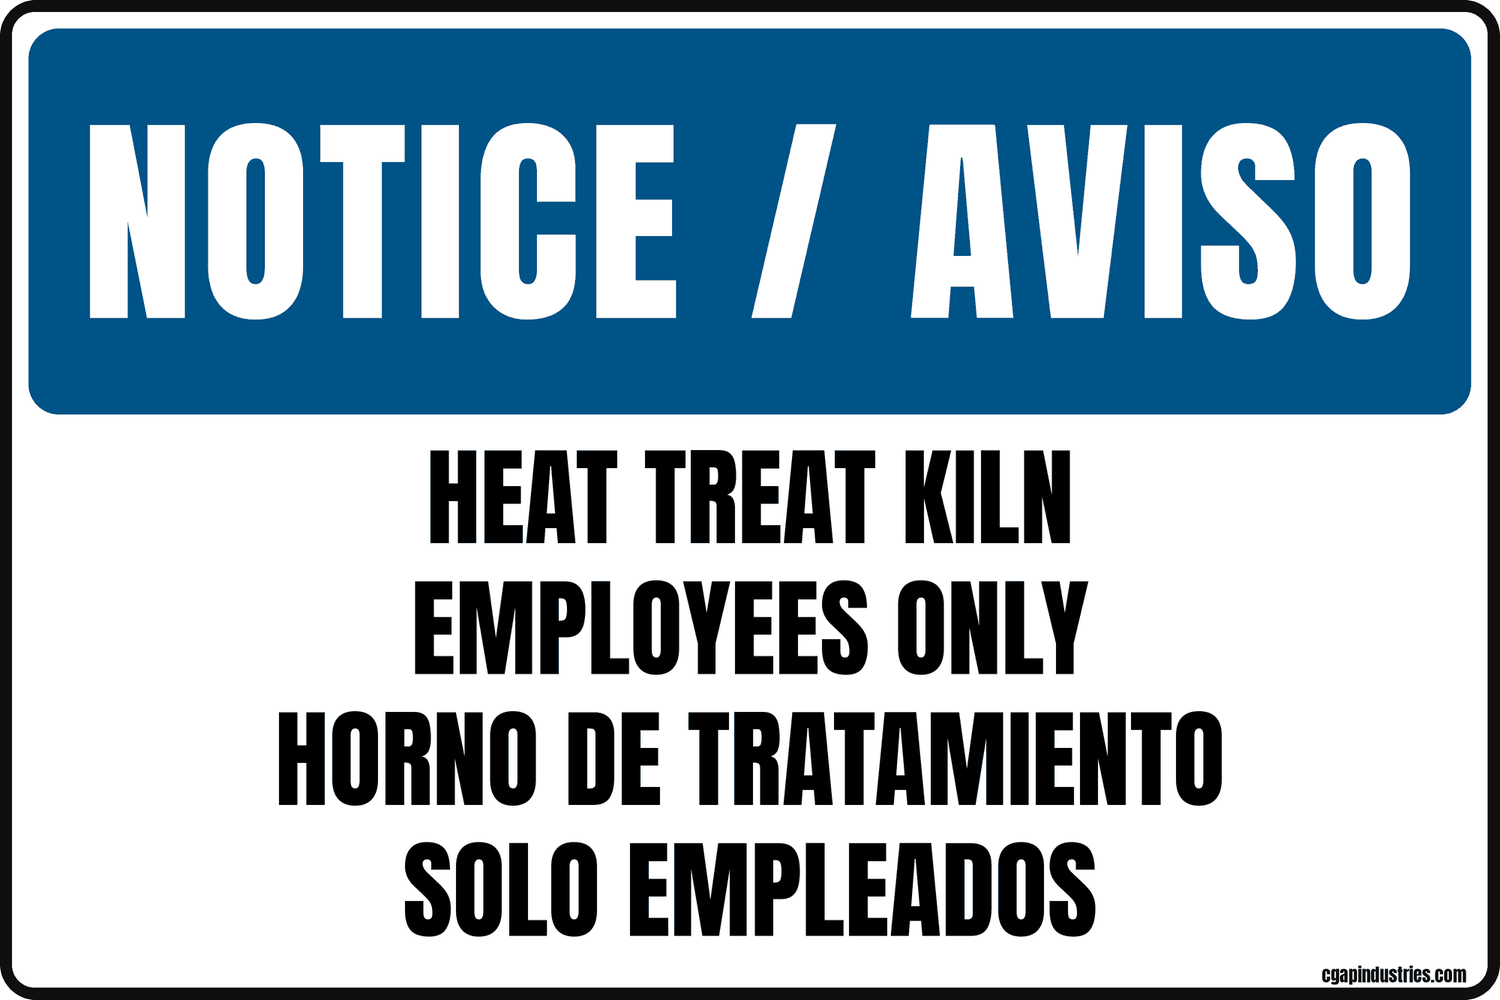 NOTICE / AVISO
HEAT TREAT KILN
EMPLOYEES ONLY
HORNO DE TRATAMIENTO
SOLO EMPLEADOS
cgapindustries.com